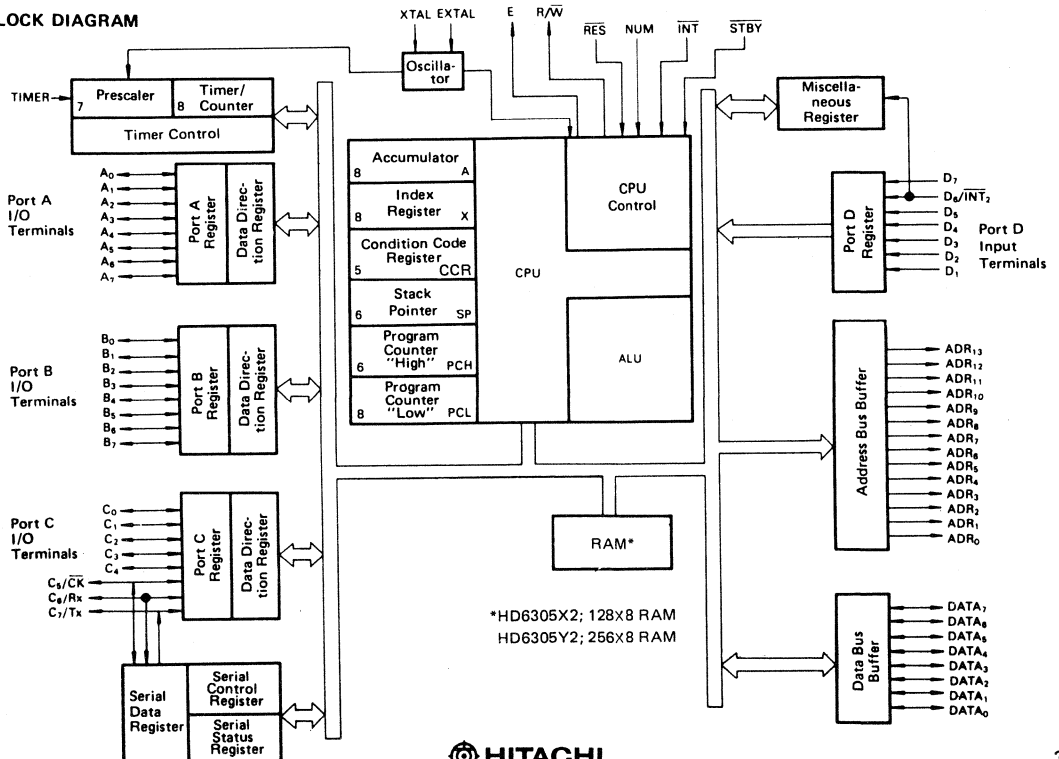 LOCK DIAGRAM
XTAL EXTAL
E
R/W̅
R̅E̅S̅
NUM
I̅N̅T̅
S̅T̅B̅Y̅
Oscilla-
tor
TIMER
Prescaler
7
Timer/
Counter
8
Timer Control
Miscella-
neous
Register
Port A
I/O
Terminals
A₀
A₁
A₂
A₃
A₄
A₅
A₆
A₇
Port A
Register
Data Direc-
tion Register
Accumulator
8 A
Index
Register
8 X
Condition Code
Register
5 CCR
Stack
Pointer
6 SP
Program
Counter
"High"
6 PCH
Program
Counter
"Low"
8 PCL
CPU
CPU
Control
ALU
Port D
Register
D₇
D₆/I̅N̅T̅₂
D₅
D₄
D₃
D₂
D₁
Port D
Input
Terminals
Port B
I/O
Terminals
B₀
B₁
B₂
B₃
B₄
B₅
B₆
B₇
Port B
Register
Data Direc-
tion Register
Address Bus Buffer
ADR₁₃
ADR₁₂
ADR₁₁
ADR₁₀
ADR₉
ADR₈
ADR₇
ADR₆
ADR₅
ADR₄
ADR₃
ADR₂
ADR₁
ADR₀
Port C
I/O
Terminals
C₀
C₁
C₂
C₃
C₄
C₅/C̅K̅
C₆/Rx
C₇/Tx
Port C
Register
Data Direc-
tion Register
RAM*
*HD6305X2; 128X8 RAM
HD6305Y2; 256X8 RAM
Serial
Data
Register
Serial
Control
Register
Serial
Status
Register
Data Bus
Buffer
DATA₇
DATA₆
DATA₅
DATA₄
DATA₃
DATA₂
DATA₁
DATA₀
HITACHI